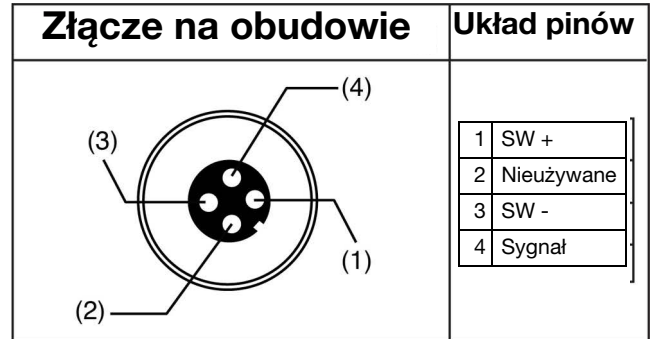 Złącze na obudowie
Układ pinów
(4)
(3)
(1)
(2)
1 SW +
2 Nieużywane
3 SW -
4 Sygnał